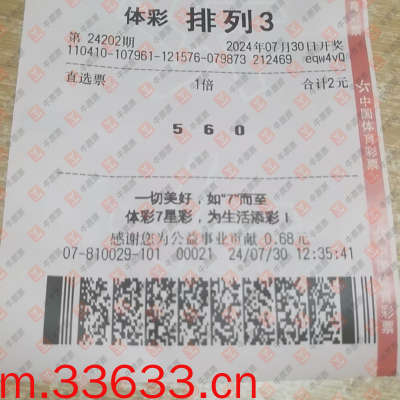 体彩 排列3
第 24202期 2024年07月30日开奖
110410-107961-121576-079873 212469 eqw4vQ
直选票 1倍 合计2元
5 6 0
一切美好，如"7"而至
体彩7星彩，为生活添彩！
感谢您为公益事业贡献 0.68元
07-810029-101 00021 24/07/30 12:35:41
中国体育彩票
m.33633.cn